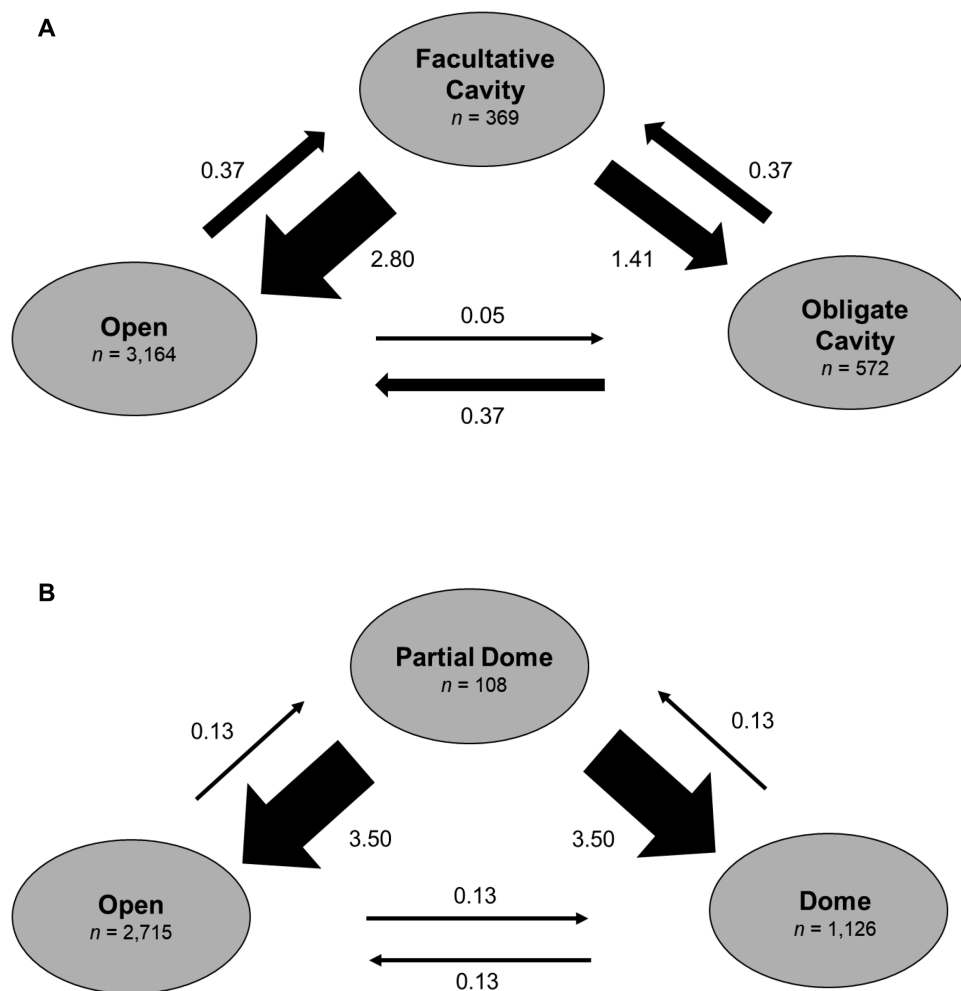 A
Facultative
Cavity
n = 369
0.37
0.37
2.80
1.41
Open
n = 3,164
0.05
Obligate
Cavity
n = 572
0.37
B
Partial Dome
n = 108
0.13
0.13
3.50
3.50
Open
n = 2,715
0.13
Dome
n = 1,126
0.13